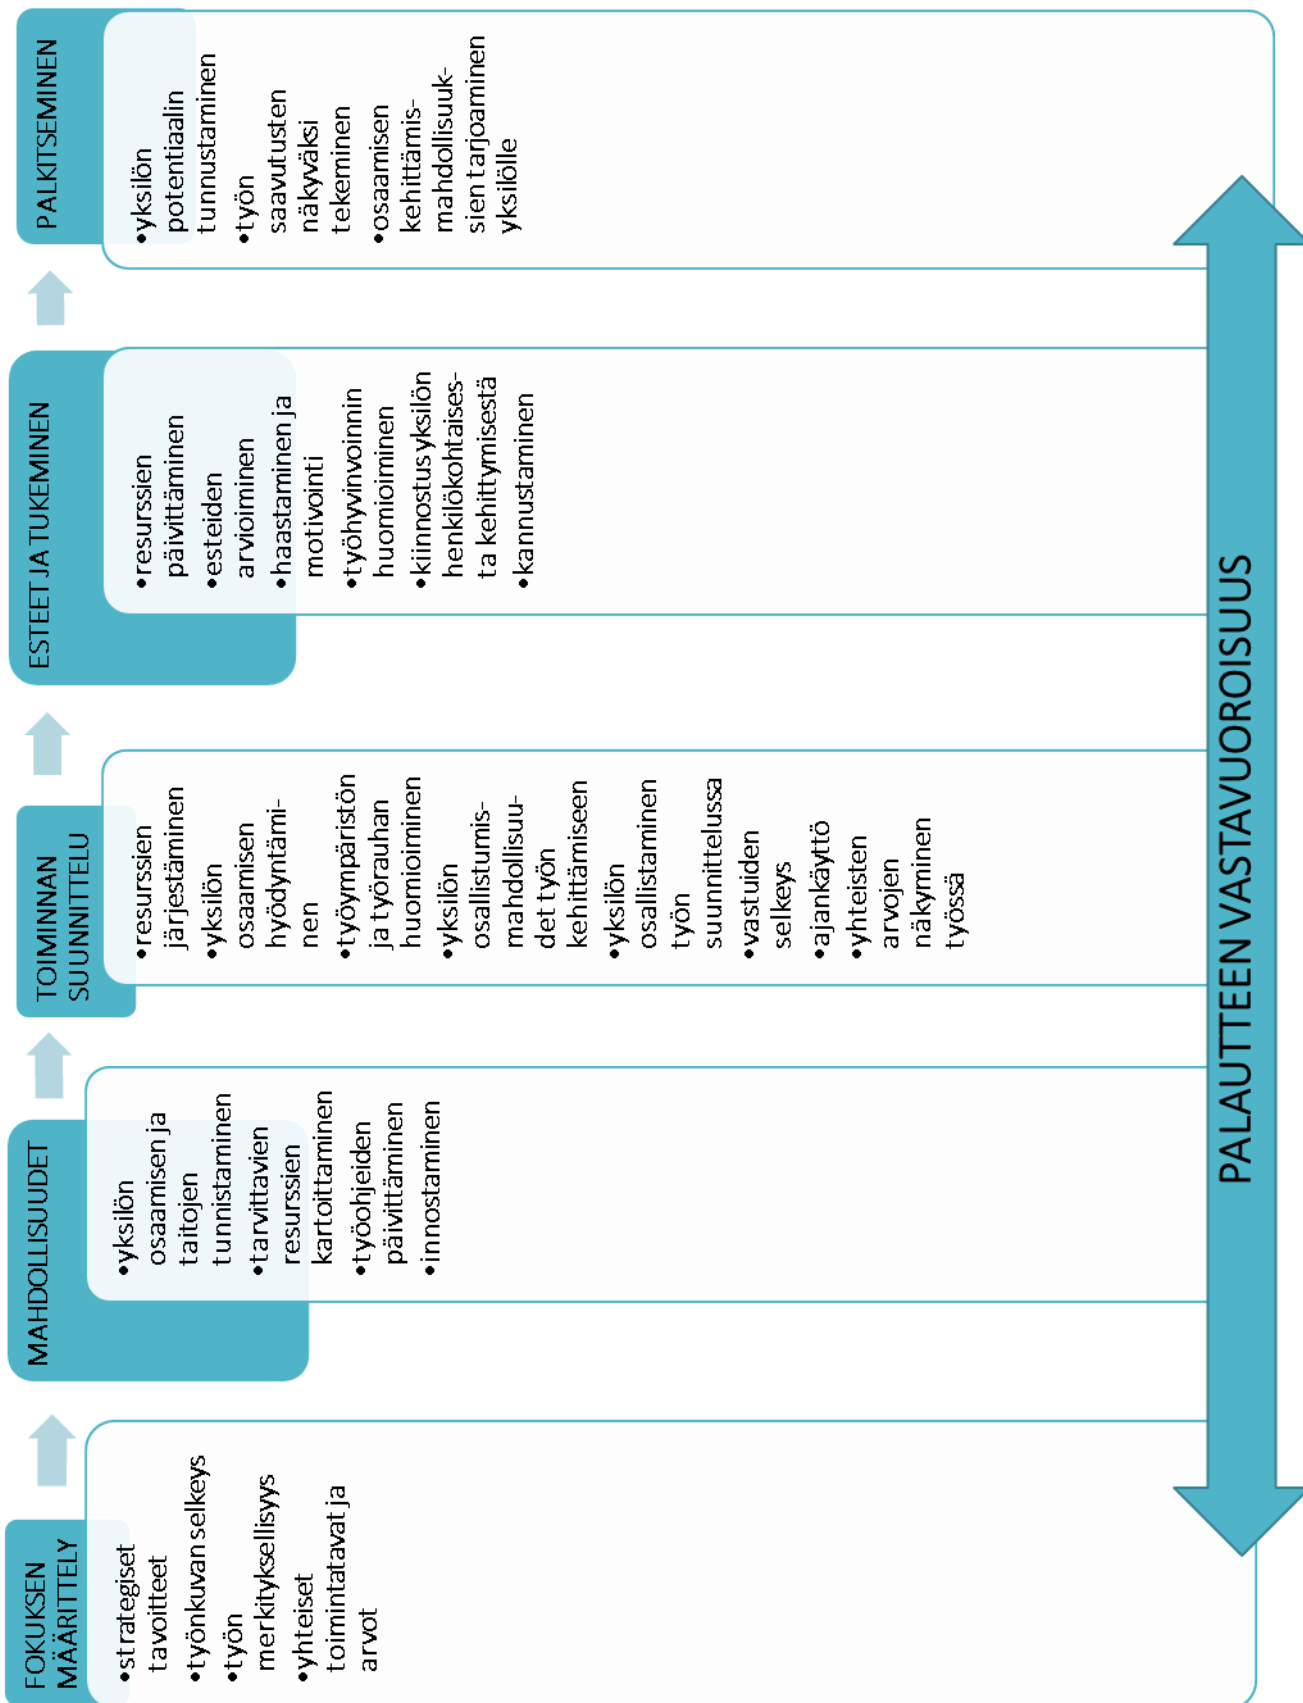 FOKUKSEN
MÄÄRITTELY
•strategiset
tavoitteet
•työnkuvan selkeys
•työn
merkityksellisyys
•yhteiset
toimintatavat ja
arvot
MAHDOLLISUUDET
•yksilön
osaamisen ja
taitojen
tunnistaminen
•tarvittavien
resurssien
kartoittaminen
•työohjeiden
päivittäminen
•innostaminen
TOIMINNAN
SUUNNITTELU
•resurssien
järjestäminen
•yksilön
osaamisen
hyödyntämi-
nen
•työympäristön
ja työrauhan
huomioiminen
•yksilön
osallistumis-
mahdollisuu-
det työn
kehittämiseen
•yksilön
osallistaminen
työn
suunnittelussa
•vastuiden
selkeys
•ajankäyttö
•yhteisten
arvojen
näkyminen
työssä
ESTEET JA TUKEMINEN
•resurssien
päivittäminen
•esteiden
arvioiminen
•haastaminen ja
motivointi
•työhyvinvoinnin
huomioiminen
•kiinnostus yksilön
henkilökohtaises-
ta kehittymisestä
•kannustaminen
PALKITSEMINEN
•yksilön
potentiaalin
tunnustaminen
•työn
saavutusten
näkyväksi
tekeminen
•osaamisen
kehittämis-
mahdollisuuk-
sien tarjoaminen
yksilölle
PALAUTTEEN VASTAVUOROISUUS